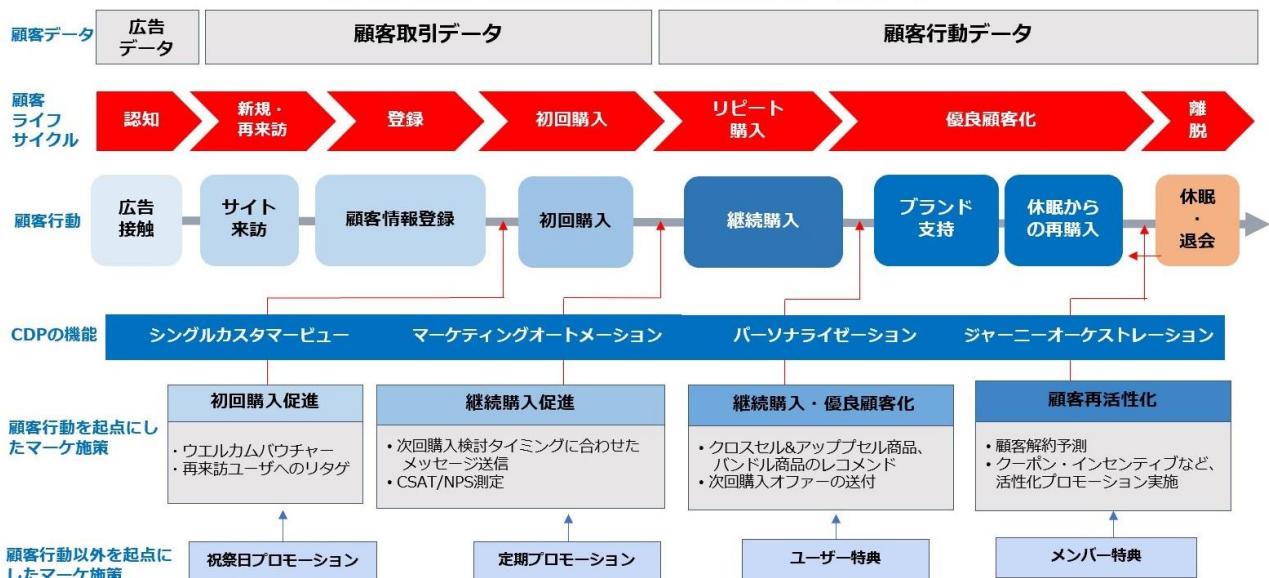 顧客データ
広告
データ
顧客取引データ
顧客行動データ
顧客
ライフ
サイクル
認知
新規・
再来訪
登録
初回購入
リピート
購入
優良顧客化
離
脱
顧客行動
広告
接触
サイト
来訪
顧客情報登録
初回購入
継続購入
ブランド
支持
休眠から
の再購入
休眠
・
退会
CDPの機能
シングルカスタマービュー
マーケティングオートメーション
パーソナライゼーション
ジャーニーオーケストレーション
顧客行動を起点にし
たマーケ施策
初回購入促進
・ウエルカムバウチャー
・再来訪ユーザへのリタゲ
継続購入促進
• 次回購入検討タイミングに合わせた
メッセージ送信
• CSAT/NPS測定
継続購入・優良顧客化
• クロスセル&アッププセル商品、
バンドル商品のレコメンド
• 次回購入オファーの送付
顧客再活性化
• 顧客解約予測
• クーポン・インセンティブなど、
活性化プロモーション実施
顧客行動以外を起点に
したマーケ施策
祝祭日プロモーション
定期プロモーション
ユーザー特典
メンバー特典